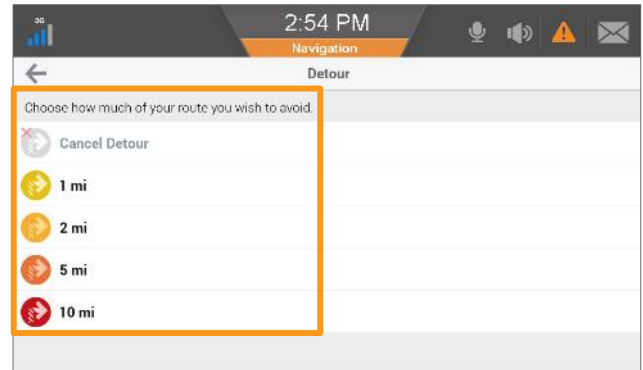 3G
2:54 PM
Navigation
Detour
Choose how much of your route you wish to avoid.
Cancel Detour
1 mi
2 mi
5 mi
10 mi